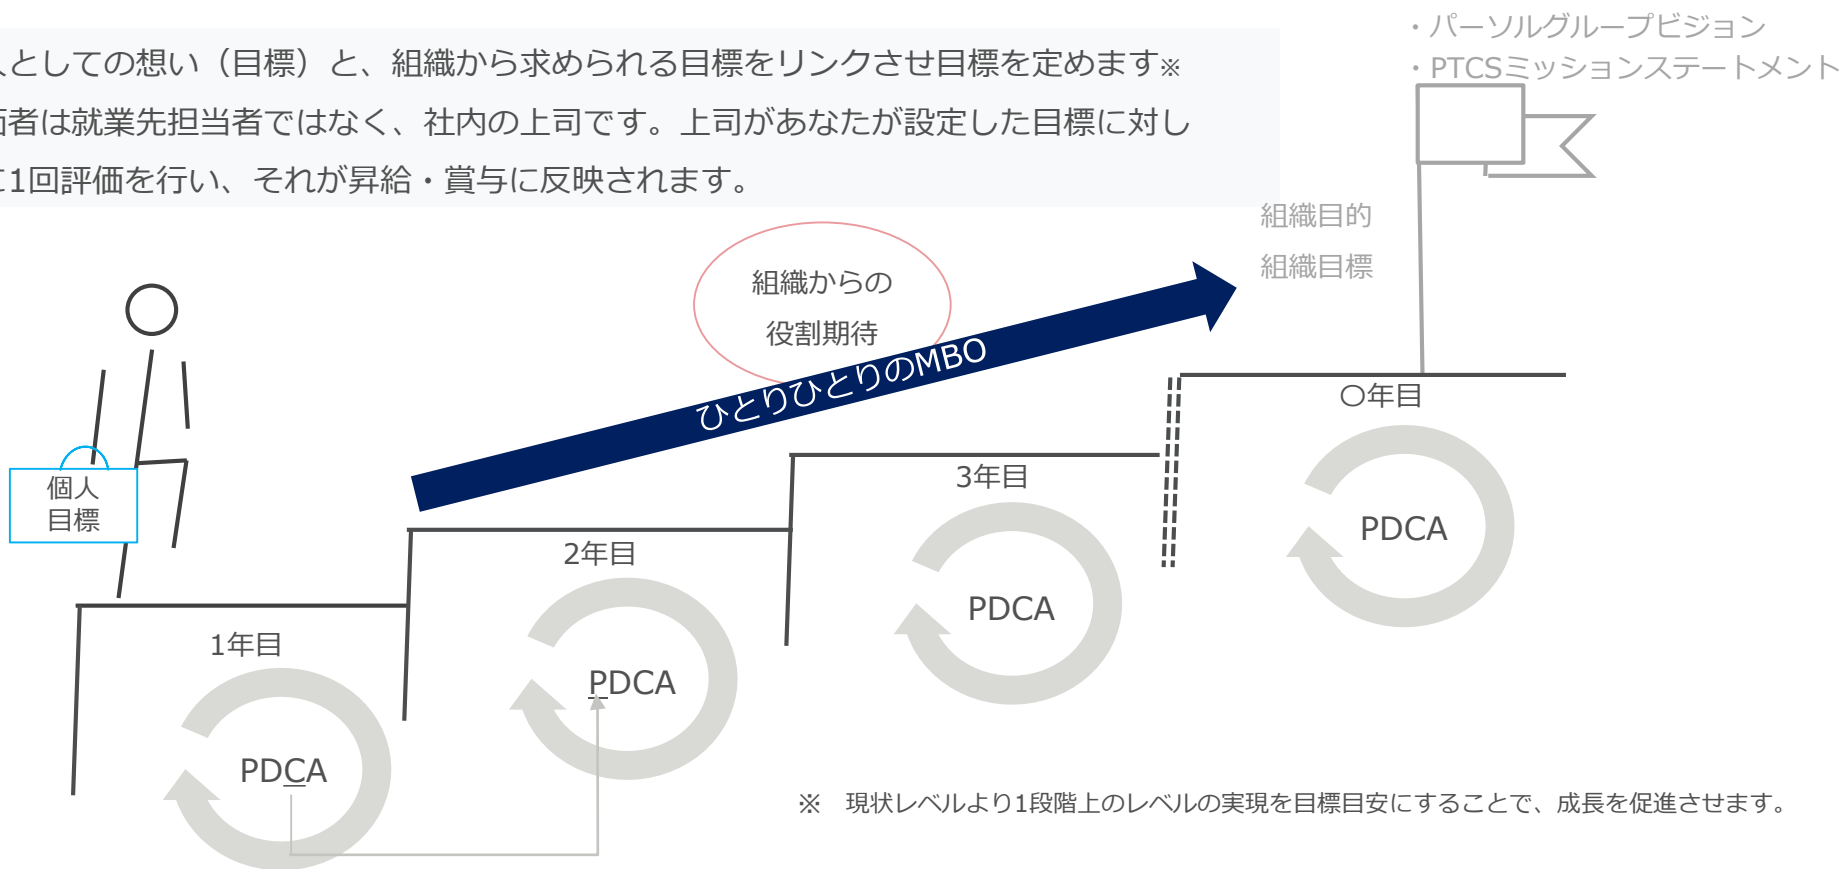 ・パーソルグループビジョン
・PTCSミッションステートメント
としての想い（目標）と、組織から求められる目標をリンクさせ目標を定めます※
者は就業先担当者ではなく、社内の上司です。上司があなたが設定した目標に対し
に1回評価を行い、それが昇給・賞与に反映されます。
組織目的
組織目標
組織からの
役割期待
ひとりひとりのMBO
個人
目標
〇年目
PDCA
3年目
PDCA
2年目
PDCA
1年目
PDCA
※　現状レベルより1段階上のレベルの実現を目標目安にすることで、成長を促進させます。